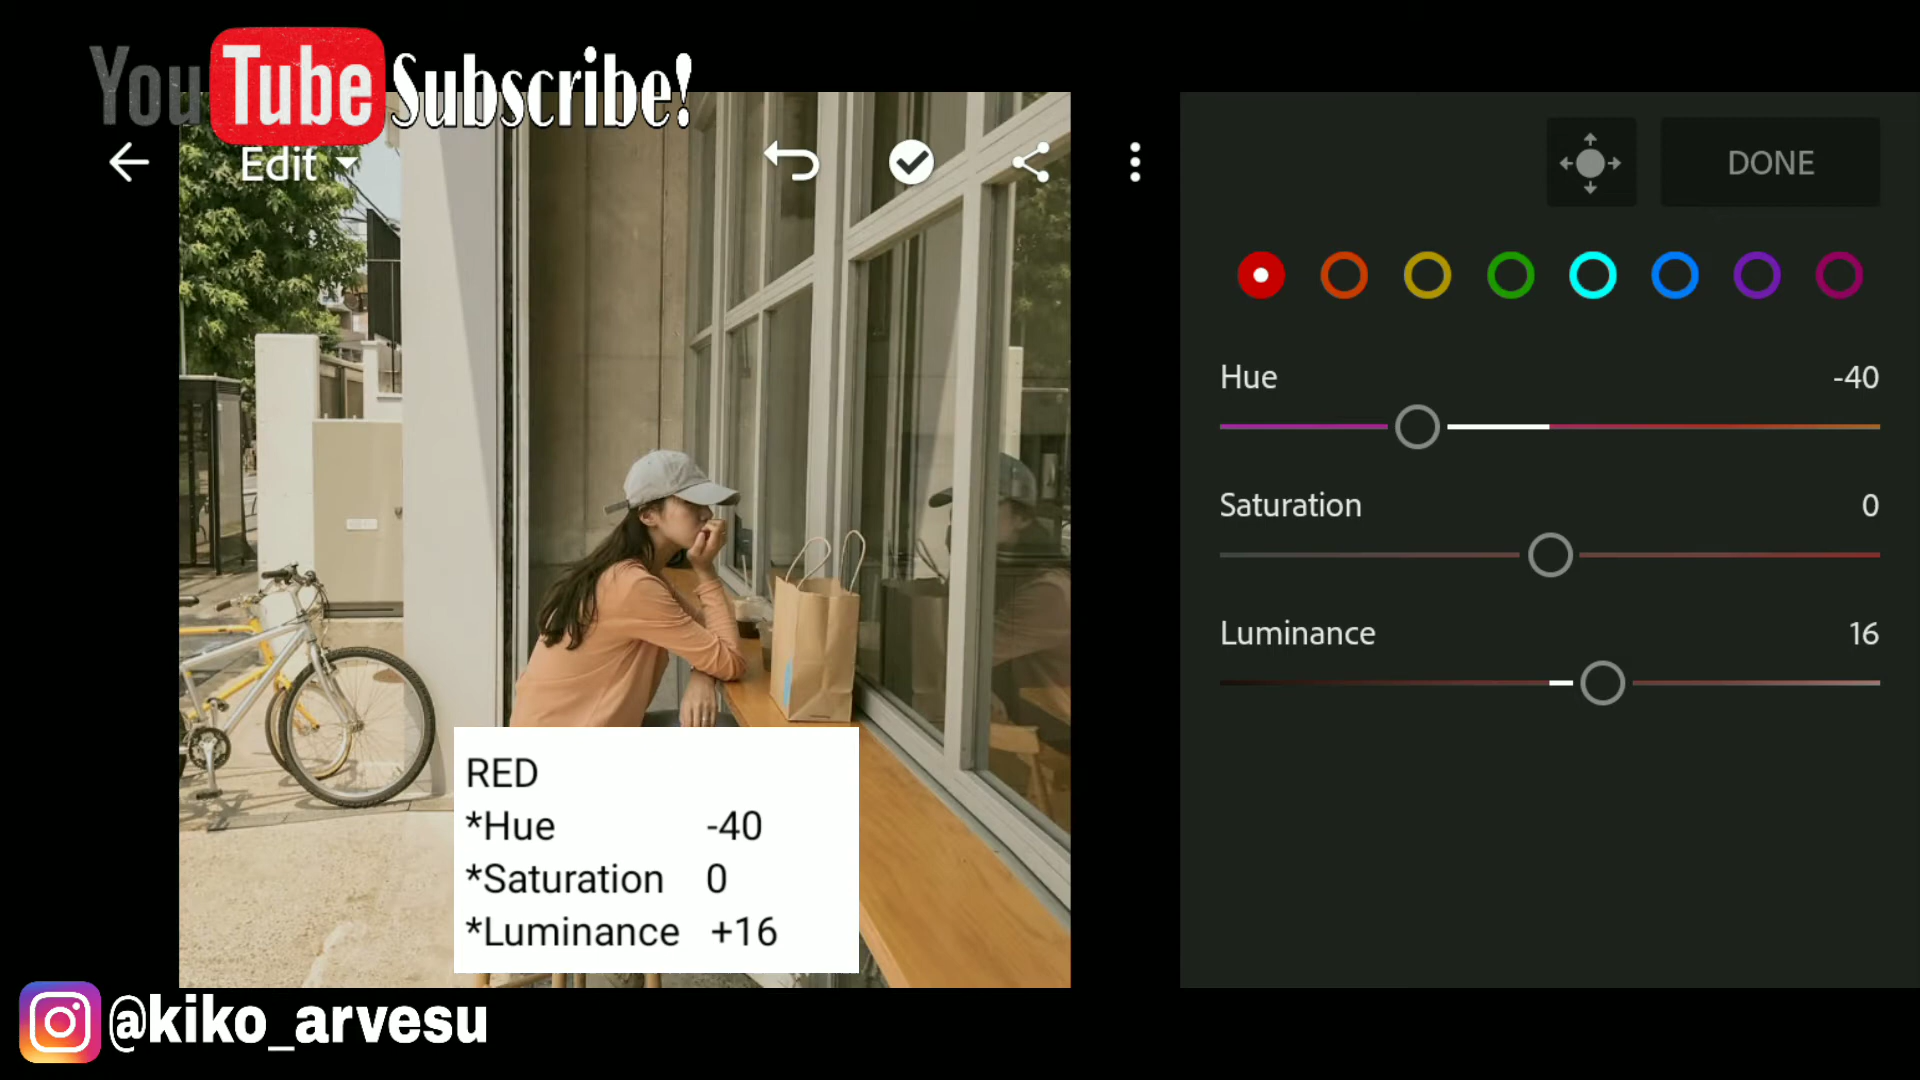 YouTube Subscribe!
Edit
DONE
Hue -40
Saturation 0
Luminance 16
RED
*Hue -40
*Saturation 0
*Luminance +16
@kiko_arvesu